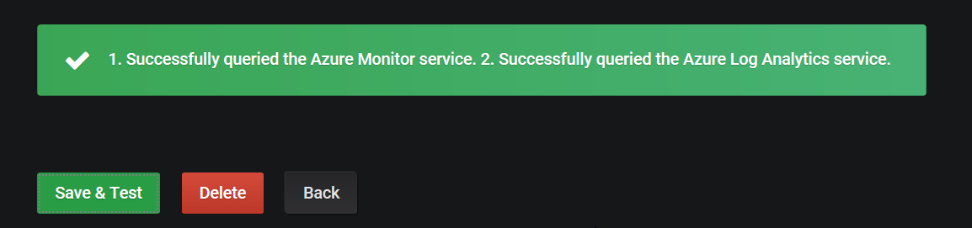 1. Successfully queried the Azure Monitor service. 2. Successfully queried the Azure Log Analytics service.
Save & Test Delete Back